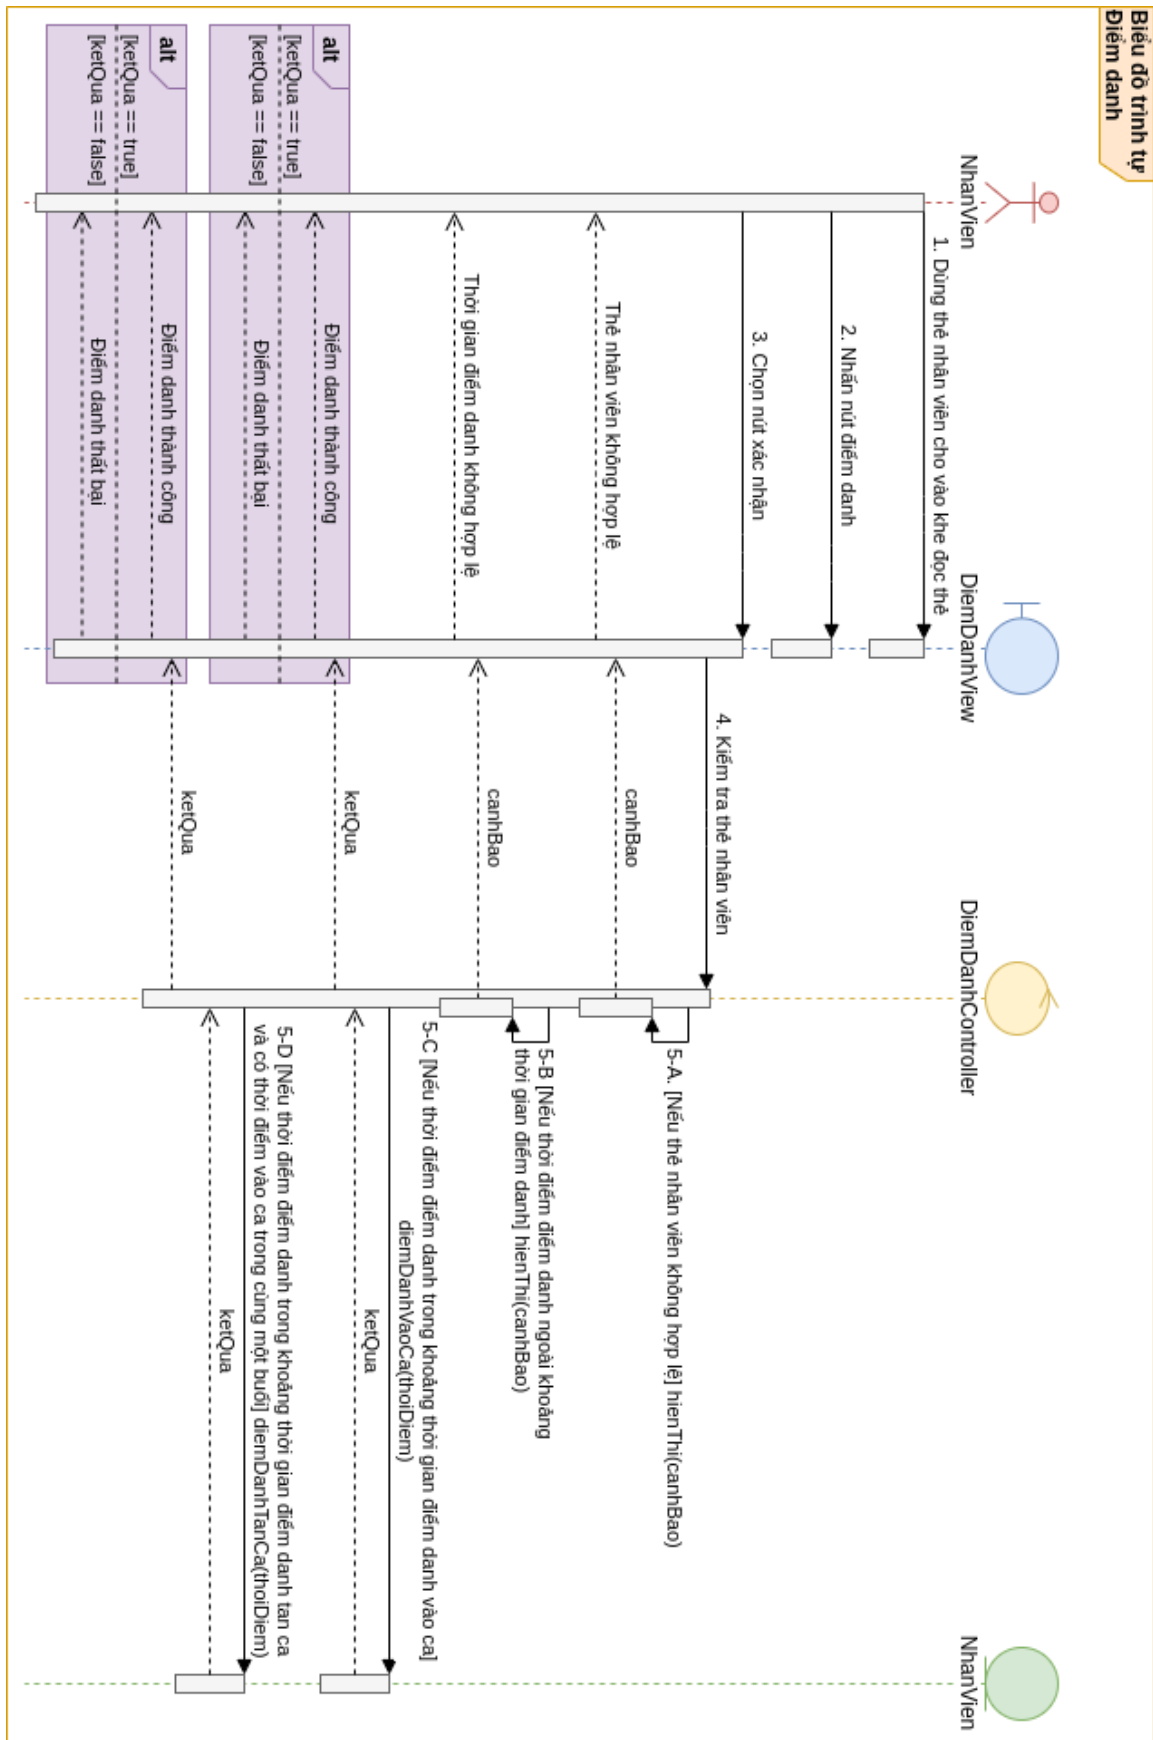 Biểu đồ trình tự
Điểm danh
NhanVien
DiemDanhView
DiemDanhController
NhanVien
1. Dùng thẻ nhân viên cho vào khe đọc thẻ
2. Nhấn nút điểm danh
3. Chọn nút xác nhận
4. Kiểm tra thẻ nhân viên
5-A. [Nếu thẻ nhân viên không hợp lệ] hienThi(canhBao)
canhBao
Thẻ nhân viên không hợp lệ
5-B [Nếu thời điểm điểm danh ngoài khoảng
thời gian điểm danh] hienThi(canhBao)
canhBao
Thời gian điểm danh không hợp lệ
5-C [Nếu thời điểm điểm danh trong khoảng thời gian điểm danh vào ca]
diemDanhVaoCa(thoiDiem)
ketQua
ketQua
alt
[ketQua == true]
Điểm danh thành công
[ketQua == false]
Điểm danh thất bại
5-D [Nếu thời điểm điểm danh trong khoảng thời gian điểm danh tan ca
và có thời điểm vào ca trong cùng một buổi] diemDanhTanCa(thoiDiem)
ketQua
ketQua
alt
[ketQua == true]
Điểm danh thành công
[ketQua == false]
Điểm danh thất bại